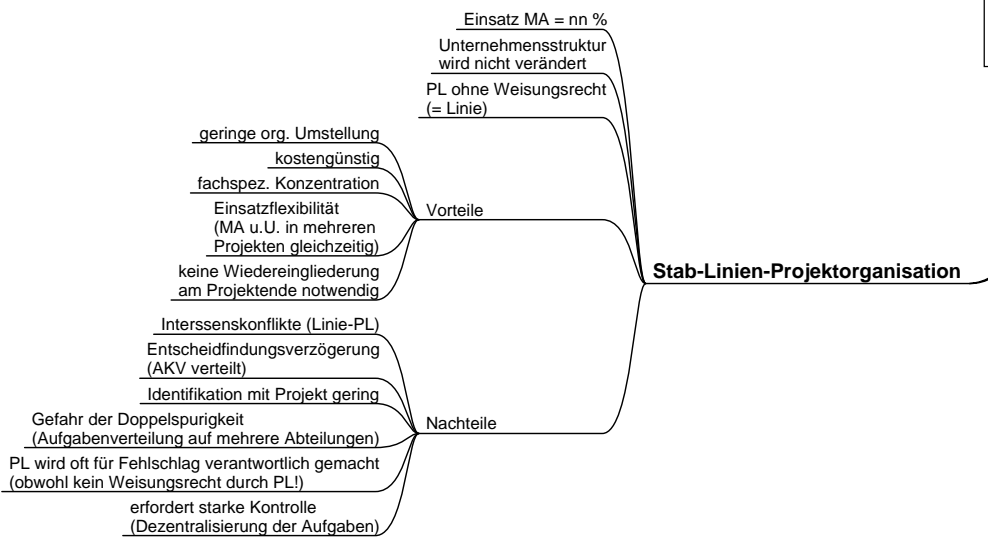 Einsatz MA = nn %
Unternehmensstruktur
wird nicht verändert
PL ohne Weisungsrecht
(= Linie)
geringe org. Umstellung
kostengünstig
fachspez. Konzentration
Einsatzflexibilität
(MA u.U. in mehreren
Projekten gleichzeitig)
keine Wiedereingliederung
am Projektende notwendig
Vorteile
Stab-Linien-Projektorganisation
Interssenskonflikte (Linie-PL)
Entscheidfindungsverzögerung
(AKV verteilt)
Identifikation mit Projekt gering
Gefahr der Doppelspurigkeit
(Aufgabenverteilung auf mehrere Abteilungen)
PL wird oft für Fehlschlag verantwortlich gemacht
(obwohl kein Weisungsrecht durch PL!)
erfordert starke Kontrolle
(Dezentralisierung der Aufgaben)
Nachteile